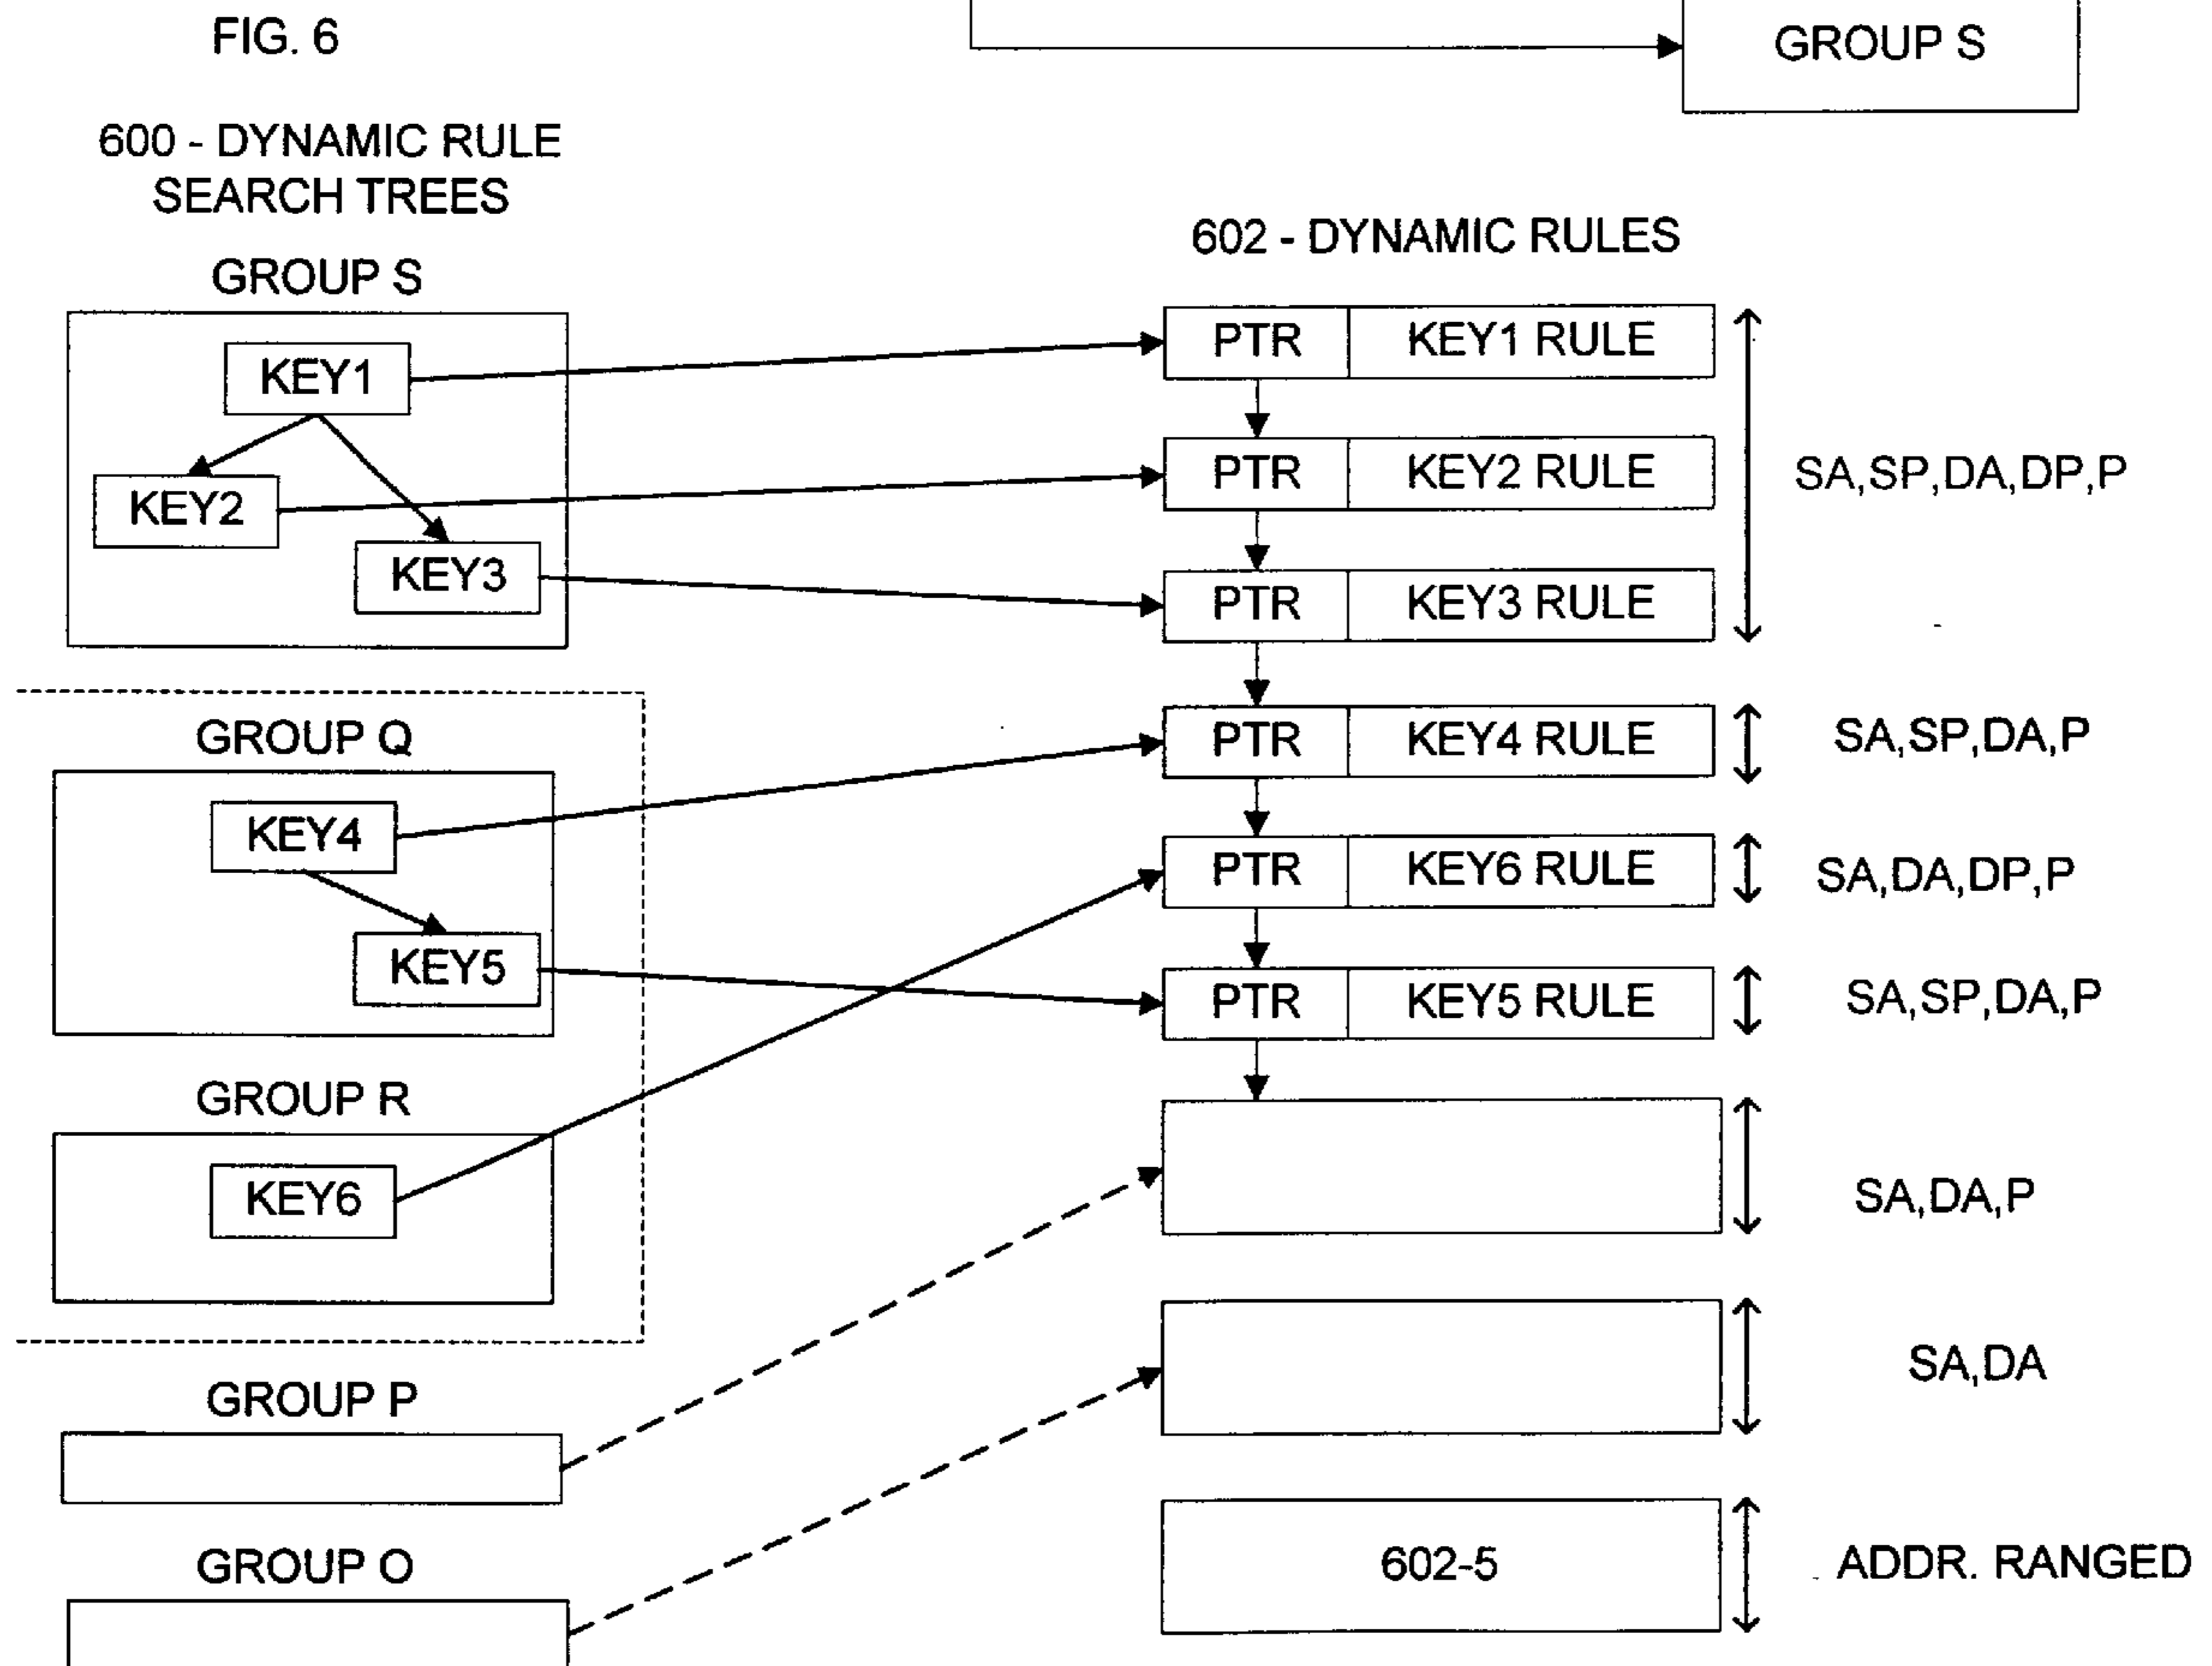 FIG. 6
GROUP S
600 - DYNAMIC RULE
SEARCH TREES
602 - DYNAMIC RULES
GROUP S
KEY1
KEY2
KEY3
PTR KEY1 RULE
PTR KEY2 RULE
PTR KEY3 RULE
SA,SP,DA,DP,P
GROUP Q
KEY4
KEY5
PTR KEY4 RULE
SA,SP,DA,P
PTR KEY6 RULE
SA,DA,DP,P
PTR KEY5 RULE
SA,SP,DA,P
GROUP R
KEY6
SA,DA,P
SA,DA
GROUP P
GROUP O
602-5
ADDR. RANGED